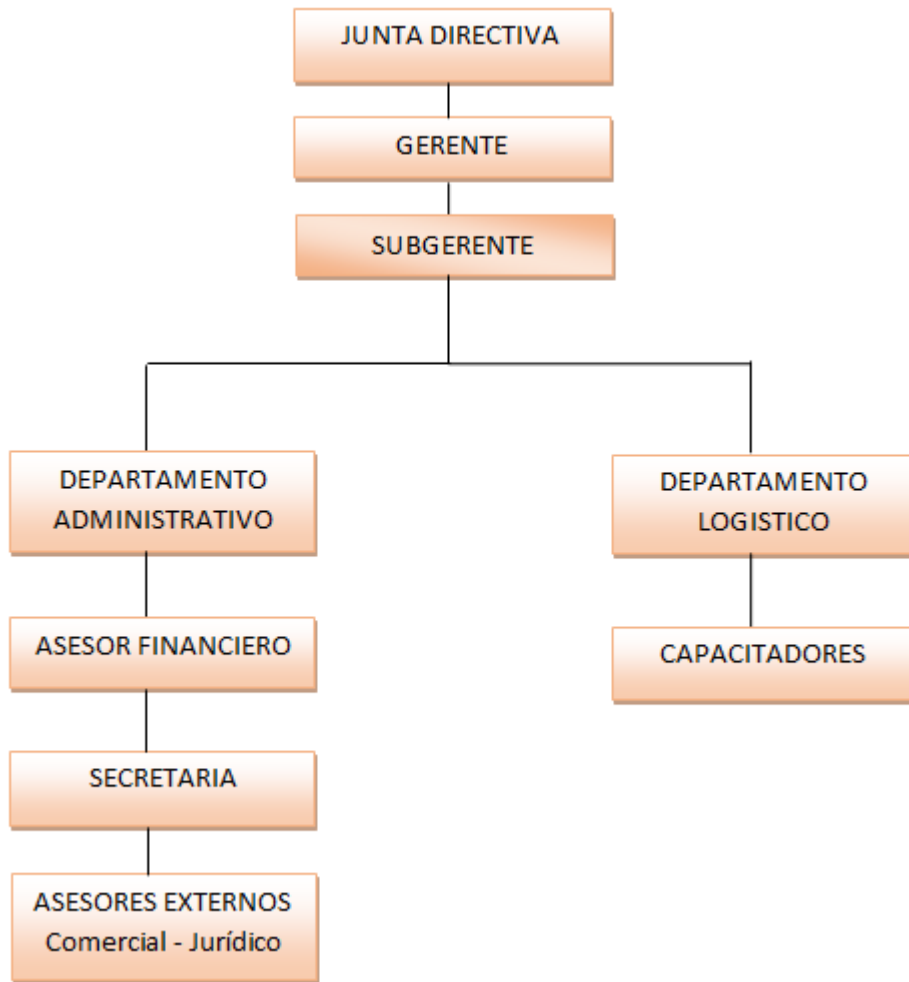 JUNTA DIRECTIVA
GERENTE
SUBGERENTE
DEPARTAMENTO
ADMINISTRATIVO
ASESOR FINANCIERO
SECRETARIA
ASESORES EXTERNOS
Comercial - Jurídico
DEPARTAMENTO
LOGISTICO
CAPACITADORES